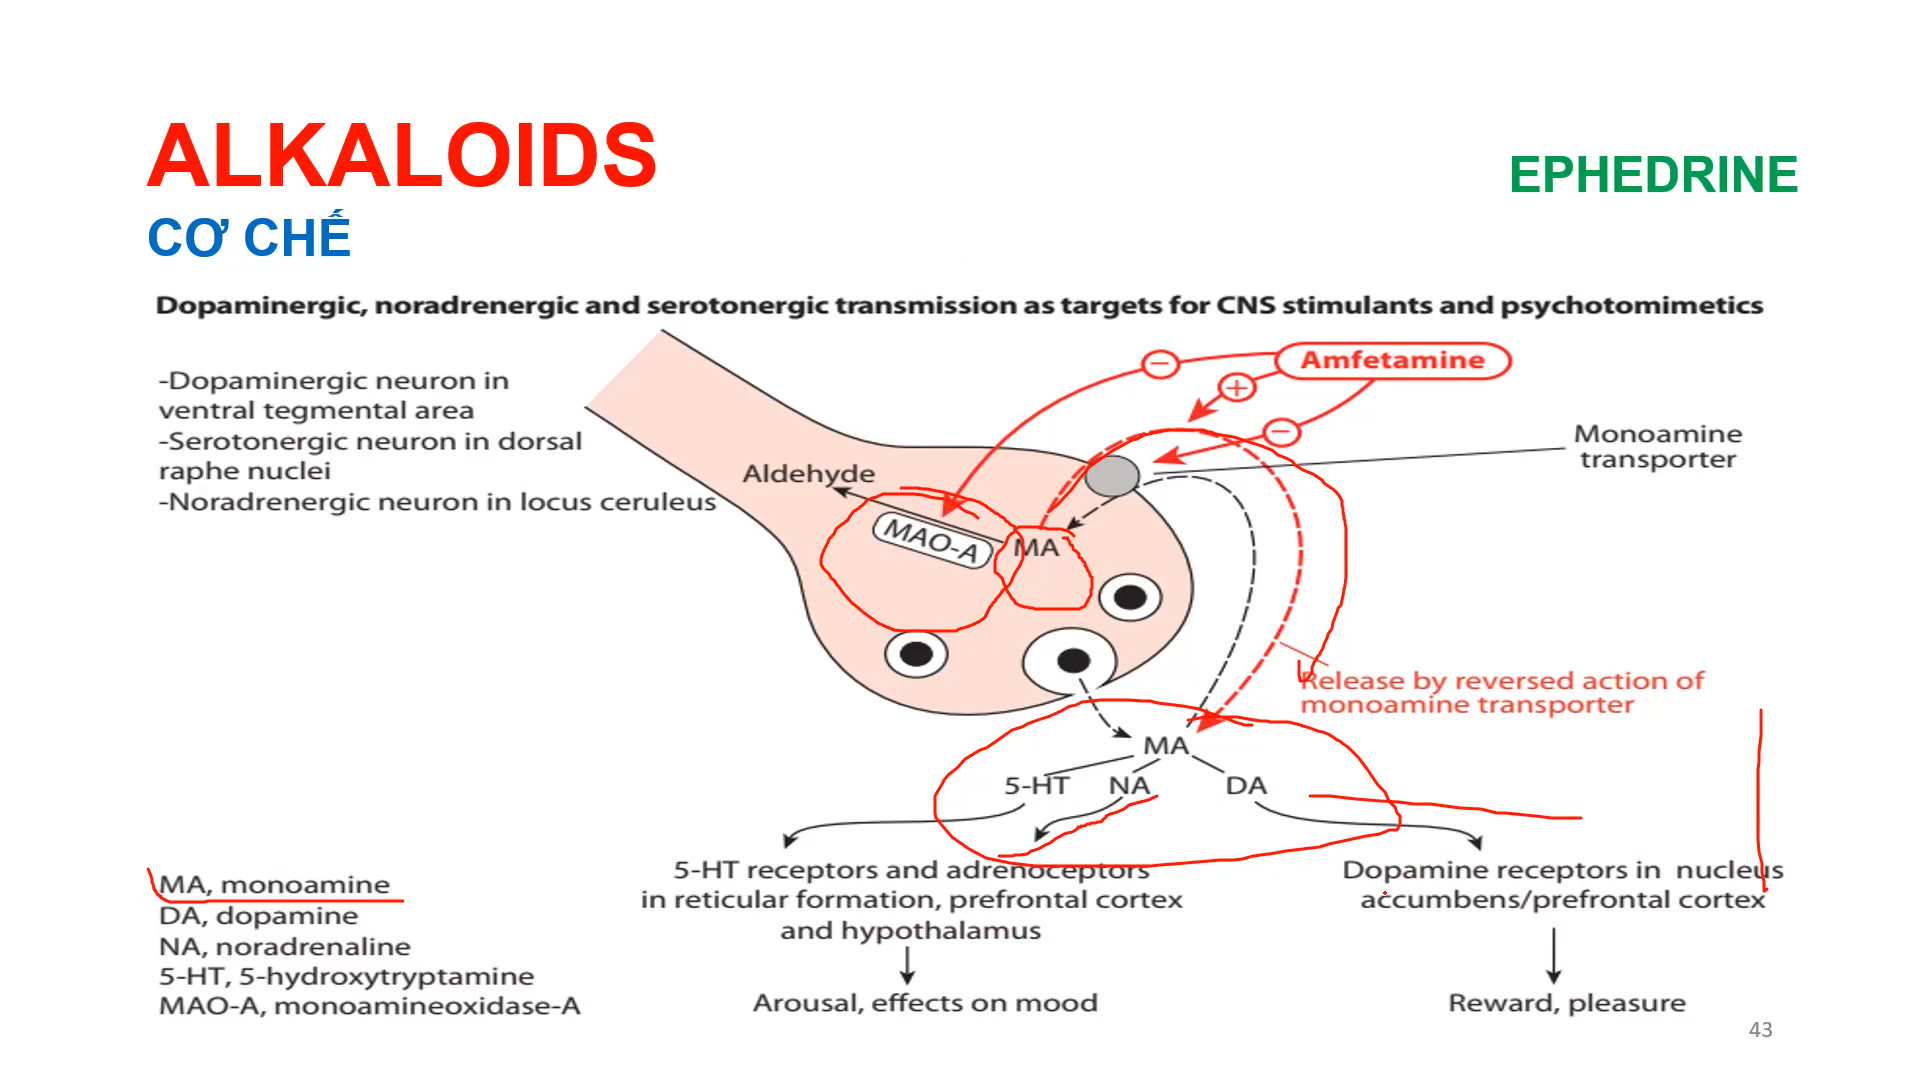 ALKALOIDS
EPHEDRINE
CƠ CHẾ
Dopaminergic, noradrenergic and serotonergic transmission as targets for CNS stimulants and psychotomimetics
Amfetamine
-Dopaminergic neuron in
ventral tegmental area
-Serotonergic neuron in dorsal
raphe nuclei
-Noradrenergic neuron in locus ceruleus
−
+
−
Monoamine
transporter
Aldehyde
MAO-A
MA
Release by reversed action of
monoamine transporter
MA
5-HT
NA
DA
5-HT receptors and adrenoceptors
in reticular formation, prefrontal cortex
and hypothalamus
Dopamine receptors in nucleus
accumbens/prefrontal cortex
MA, monoamine
DA, dopamine
NA, noradrenaline
5-HT, 5-hydroxytryptamine
MAO-A, monoamineoxidase-A
Arousal, effects on mood
Reward, pleasure
43